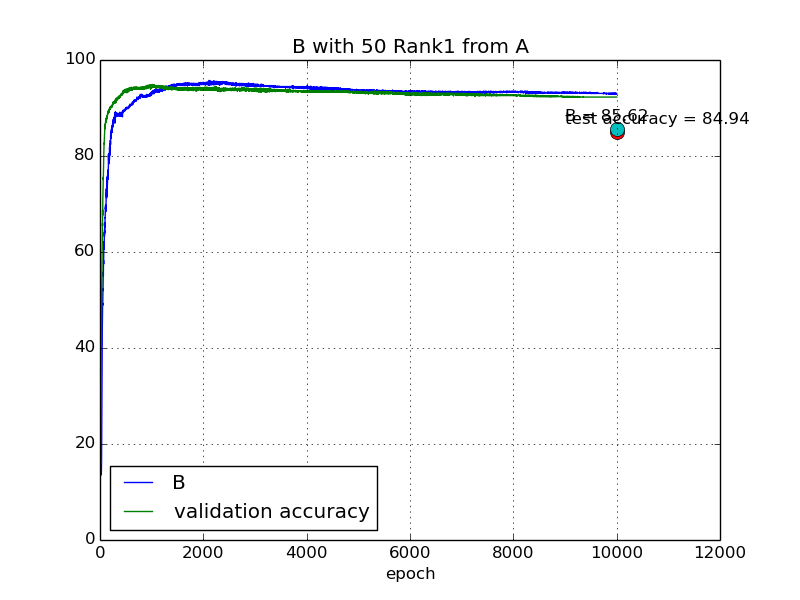 B with 50 Rank1 from A
100
80
60
40
20
0
B = 85.62
test accuracy = 84.94
B
validation accuracy
0 2000 4000 6000 8000 10000 12000
epoch